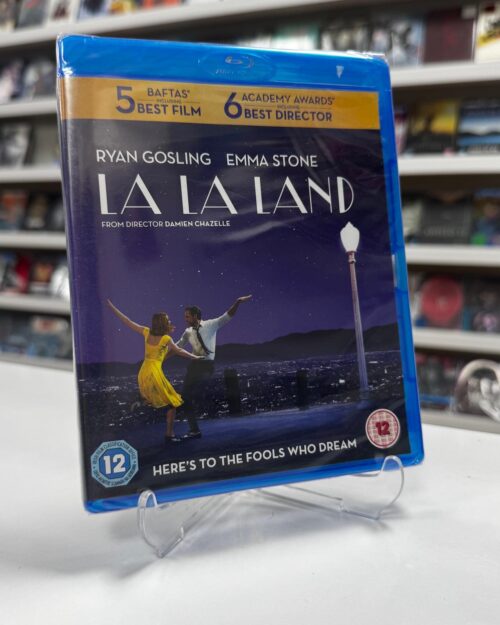 5 BAFTAS®
INCLUDING
BEST FILM
6 ACADEMY AWARDS®
INCLUDING
BEST DIRECTOR
RYAN GOSLING EMMA STONE
LA LA LAND
FROM DIRECTOR DAMIEN CHAZELLE
12
12
HERE'S TO THE FOOLS WHO DREAM